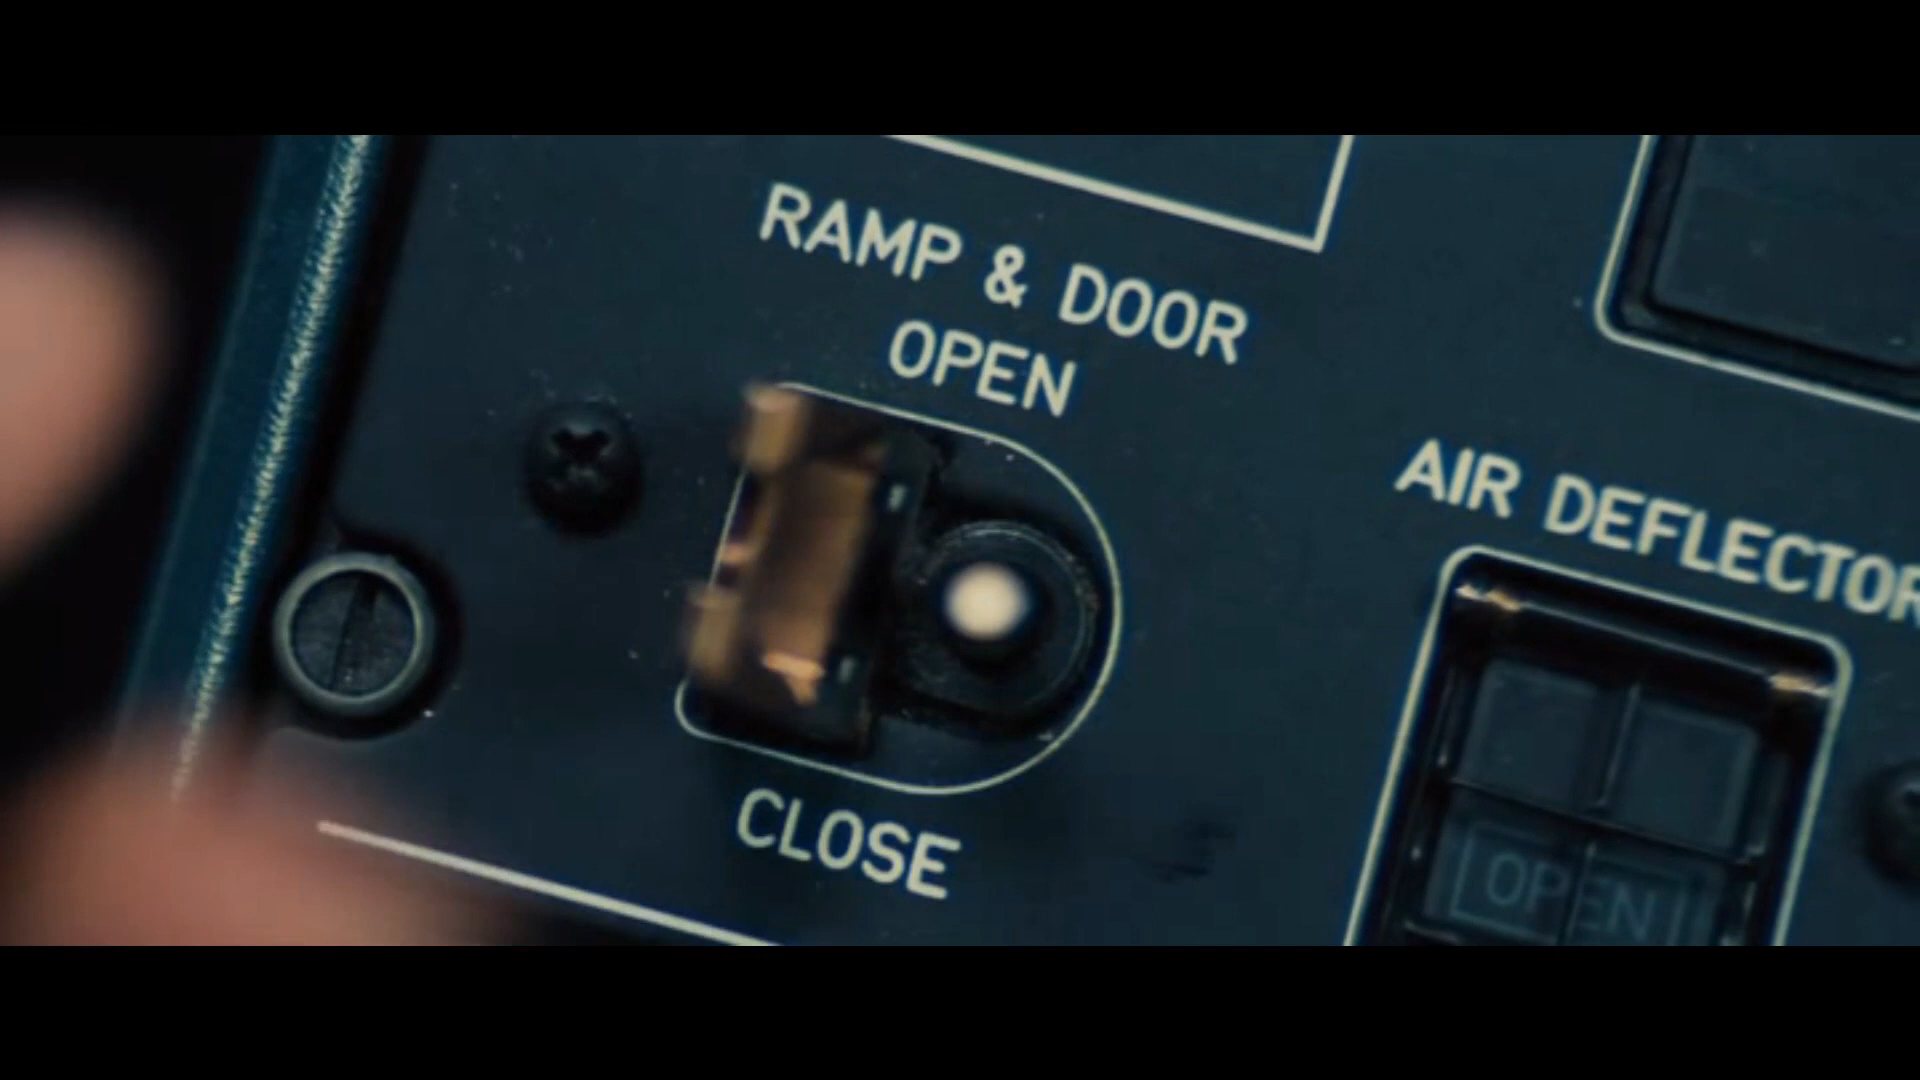 RAMP & DOOR
OPEN
CLOSE
AIR DEFLECTOR
OPEN